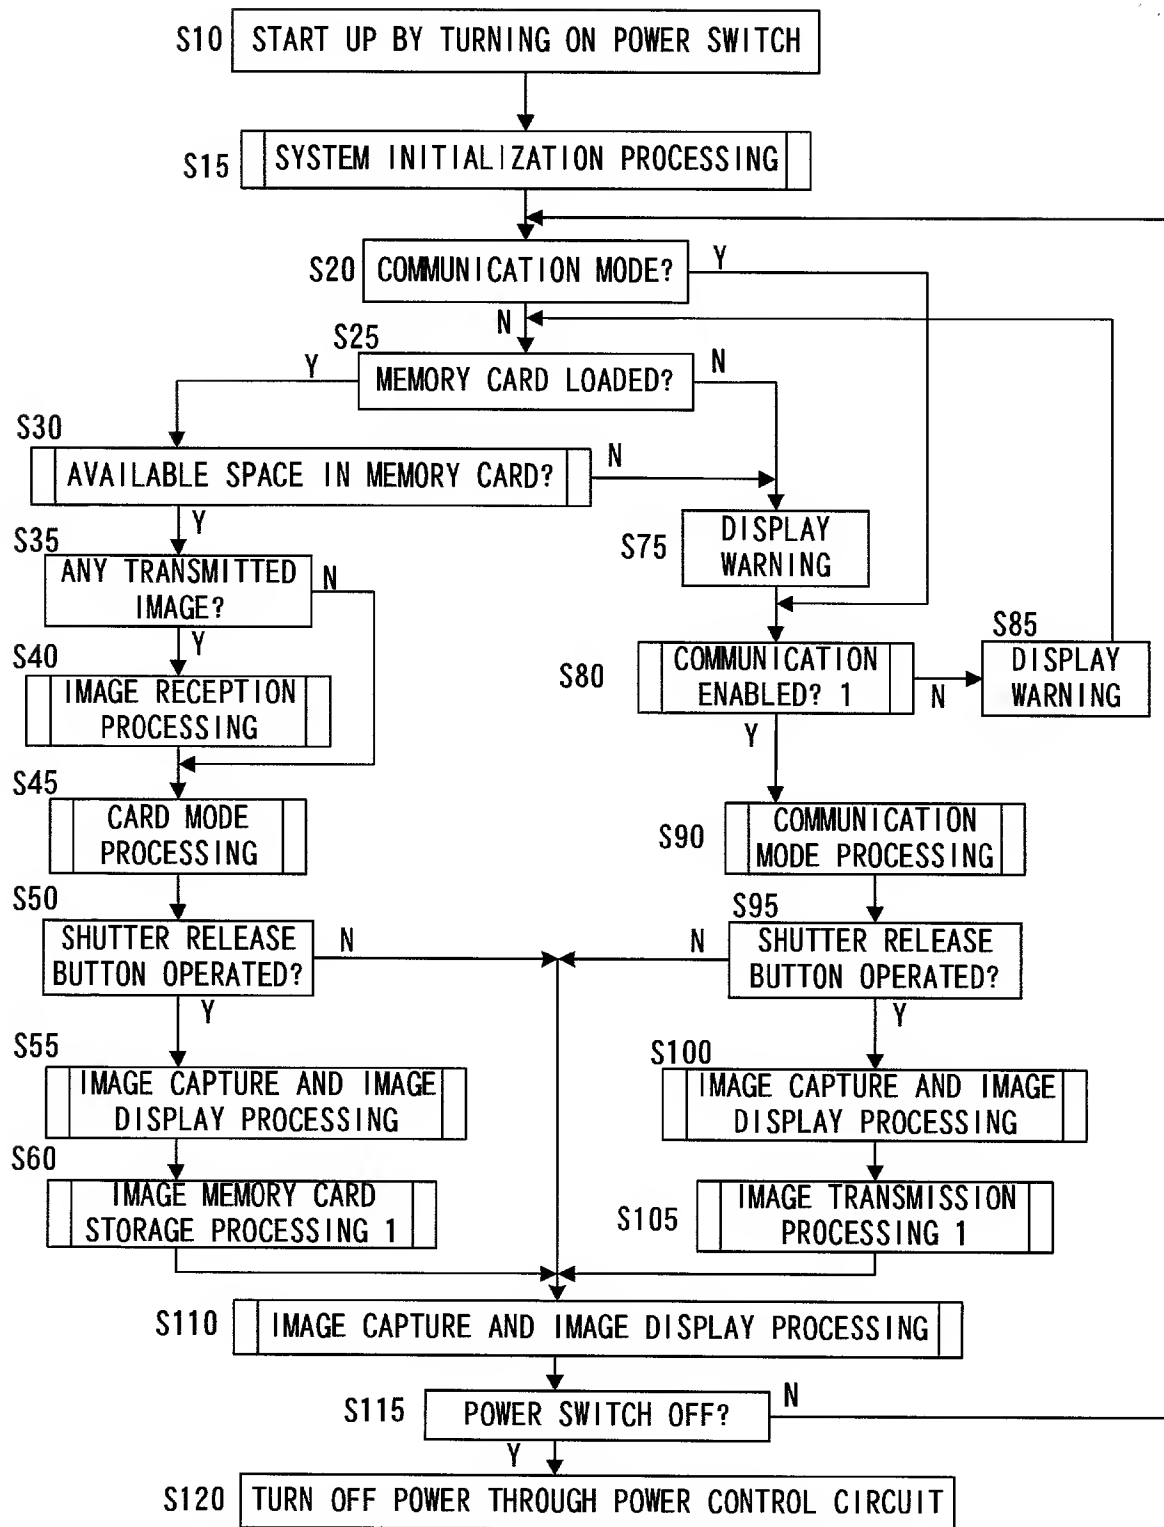 S10 START UP BY TURNING ON POWER SWITCH
S15 SYSTEM INITIALIZATION PROCESSING
S20 COMMUNICATION MODE?
Y
N
S25
MEMORY CARD LOADED?
Y
N
S30
AVAILABLE SPACE IN MEMORY CARD?
N
Y
S35
ANY TRANSMITTED
IMAGE?
N
Y
S40
IMAGE RECEPTION
PROCESSING
S45
CARD MODE
PROCESSING
S50
SHUTTER RELEASE
BUTTON OPERATED?
N
Y
S55
IMAGE CAPTURE AND IMAGE
DISPLAY PROCESSING
S60
IMAGE MEMORY CARD
STORAGE PROCESSING 1
S75
DISPLAY
WARNING
S80
COMMUNICATION
ENABLED? 1
N
Y
S85
DISPLAY
WARNING
S90
COMMUNICATION
MODE PROCESSING
S95
SHUTTER RELEASE
BUTTON OPERATED?
N
Y
S100
IMAGE CAPTURE AND IMAGE
DISPLAY PROCESSING
S105
IMAGE TRANSMISSION
PROCESSING 1
S110 IMAGE CAPTURE AND IMAGE DISPLAY PROCESSING
S115 POWER SWITCH OFF?
N
Y
S120 TURN OFF POWER THROUGH POWER CONTROL CIRCUIT